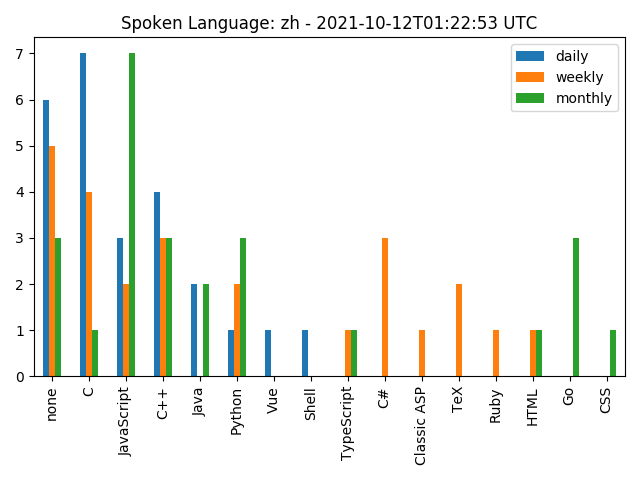 Spoken Language: zh - 2021-10-12T01:22:53 UTC
daily
weekly
monthly
7
6
5
4
3
2
1
0
none
C
JavaScript
C++
Java
Python
Vue
Shell
TypeScript
C#
Classic ASP
TeX
Ruby
HTML
Go
CSS